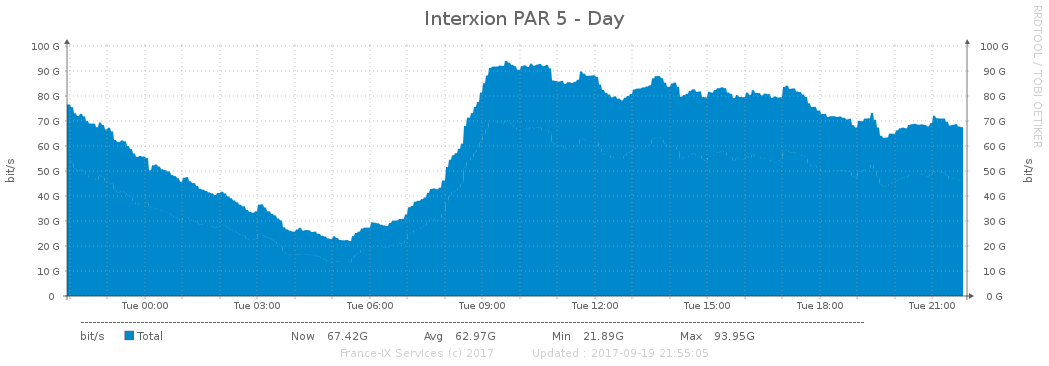 Interxion PAR 5 - Day
RRDTOOL / TOBI OETIKER
bit/s
100 G
90 G
80 G
70 G
60 G
50 G
40 G
30 G
20 G
10 G
0
100 G
90 G
80 G
70 G
60 G
50 G
40 G
30 G
20 G
10 G
0 G
bit/s
Tue 00:00 Tue 03:00 Tue 06:00 Tue 09:00 Tue 12:00 Tue 15:00 Tue 18:00 Tue 21:00
bit/s Total Now 67.42G Avg 62.97G Min 21.89G Max 93.95G
France-IX Services (c) 2017 Updated : 2017-09-19 21:55:05